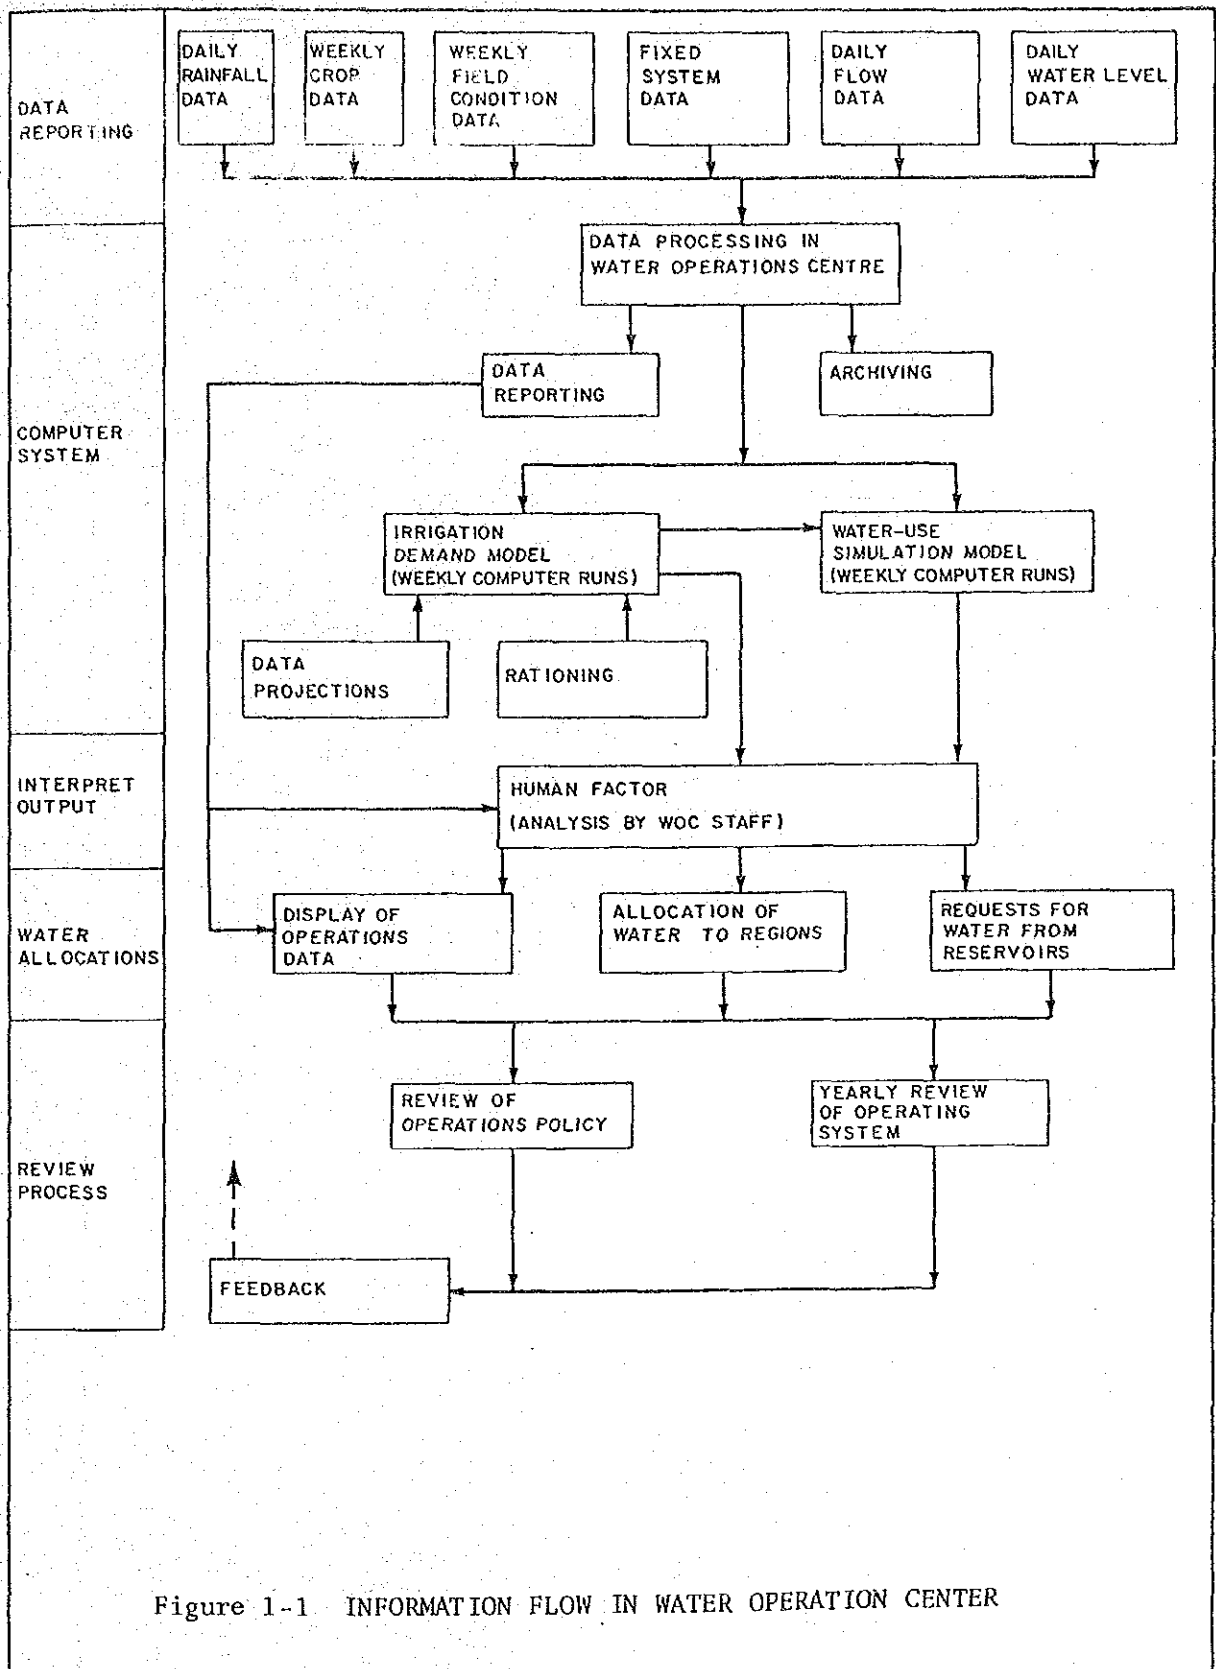 DATA
REPORTING
DAILY
RAINFALL
DATA
WEEKLY
CROP
DATA
WEEKLY
FIELD
CONDITION
DATA
FIXED
SYSTEM
DATA
DAILY
FLOW
DATA
DAILY
WATER LEVEL
DATA
COMPUTER
SYSTEM
DATA PROCESSING IN
WATER OPERATIONS CENTRE
DATA
REPORTING
ARCHIVING
IRRIGATION
DEMAND MODEL
(WEEKLY COMPUTER RUNS)
WATER-USE
SIMULATION MODEL
(WEEKLY COMPUTER RUNS)
DATA
PROJECTIONS
RATIONING
INTERPRET
OUTPUT
HUMAN FACTOR
(ANALYSIS BY WOC STAFF)
WATER
ALLOCATIONS
DISPLAY OF
OPERATIONS
DATA
ALLOCATION OF
WATER TO REGIONS
REQUESTS FOR
WATER FROM
RESERVOIRS
REVIEW
PROCESS
REVIEW OF
OPERATIONS POLICY
YEARLY REVIEW
OF OPERATING
SYSTEM
FEEDBACK
Figure 1-1 INFORMATION FLOW IN WATER OPERATION CENTER